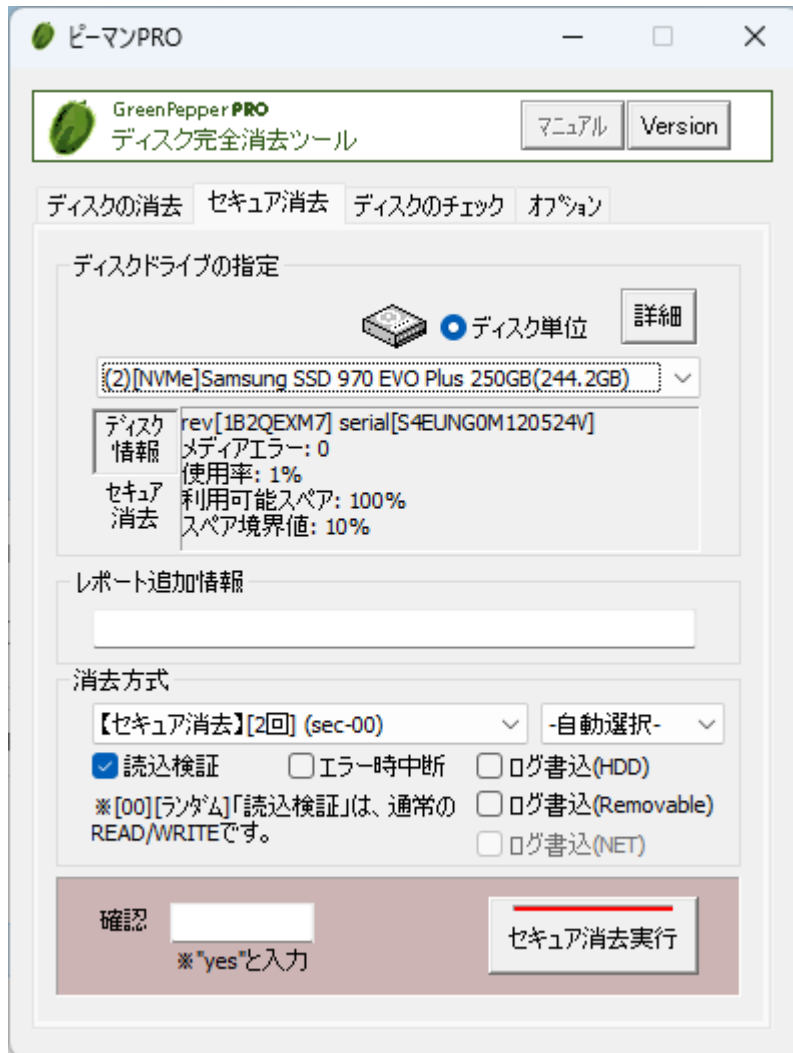 ピーマンPRO
GreenPepper PRO
ディスク完全消去ツール
マニュアル
Version
ディスクの消去
セキュア消去
ディスクのチェック
オプション
ディスクドライブの指定
ディスク単位
詳細
(2)[NVMe]Samsung SSD 970 EVO Plus 250GB(244.2GB)
ディスク
情報
セキュア
消去
rev[1B2QEXM7] serial[S4EUNG0M120524V]
メディアエラー: 0
使用率: 1%
利用可能スペア: 100%
スペア境界値: 10%
レポート追加情報
消去方式
【セキュア消去】[2回] (sec-00)
-自動選択-
読込検証
エラー時中断
ログ書込(HDD)
※[00][ランダム]「読込検証」は、通常の
READ/WRITEです。
ログ書込(Removable)
ログ書込(NET)
確認
※"yes"と入力
セキュア消去実行